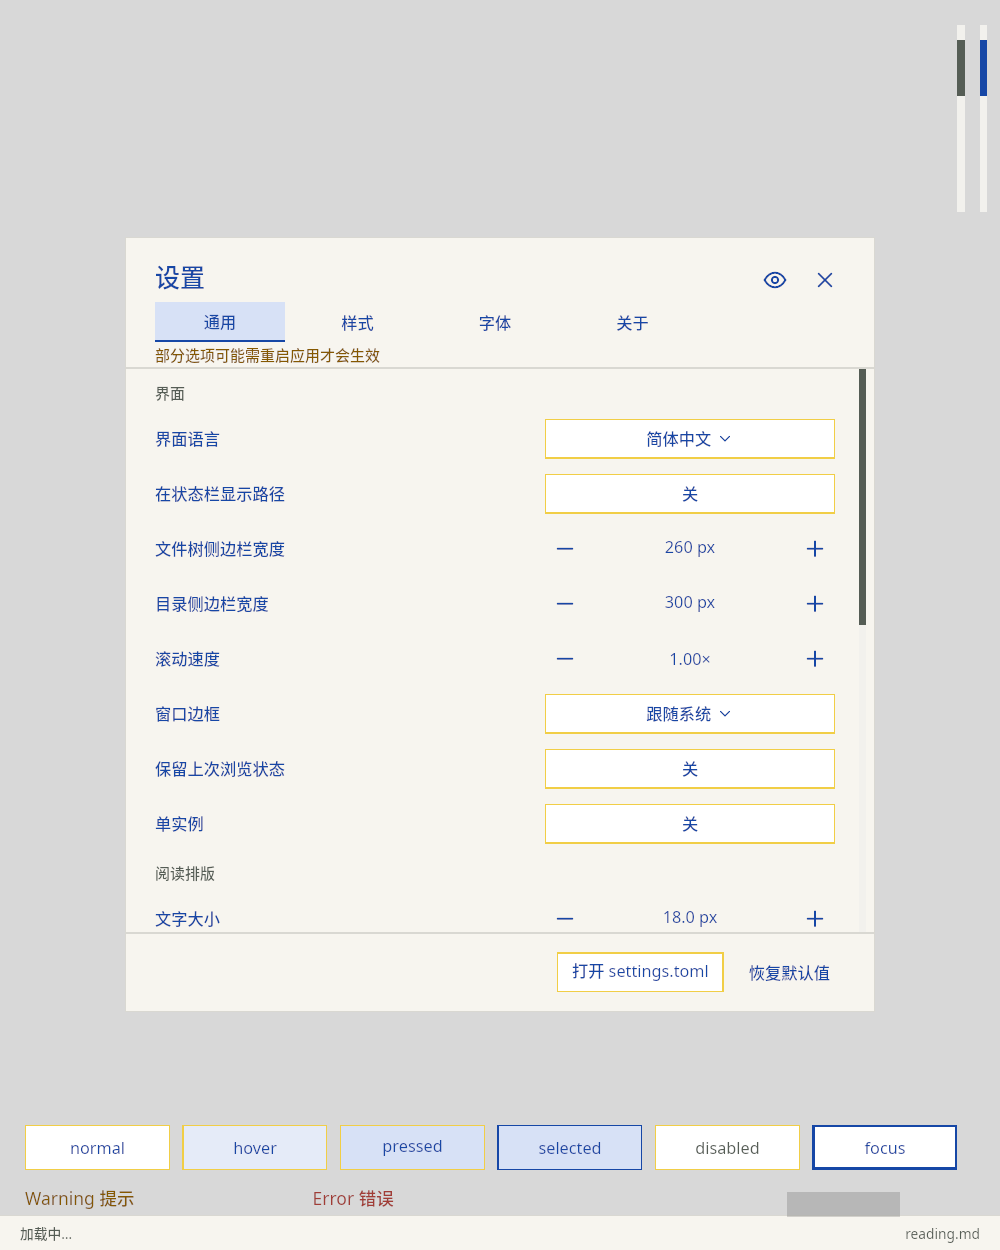 设置
通用 样式 字体 关于
部分选项可能需重启应用才会生效
界面
界面语言 简体中文
在状态栏显示路径 关
文件树侧边栏宽度 260 px
目录侧边栏宽度 300 px
滚动速度 1.00×
窗口边框 跟随系统
保留上次浏览状态 关
单实例 关
阅读排版
文字大小 18.0 px
打开 settings.toml 恢复默认值
normal hover pressed selected disabled focus
Warning 提示 Error 错误
加载中... reading.md